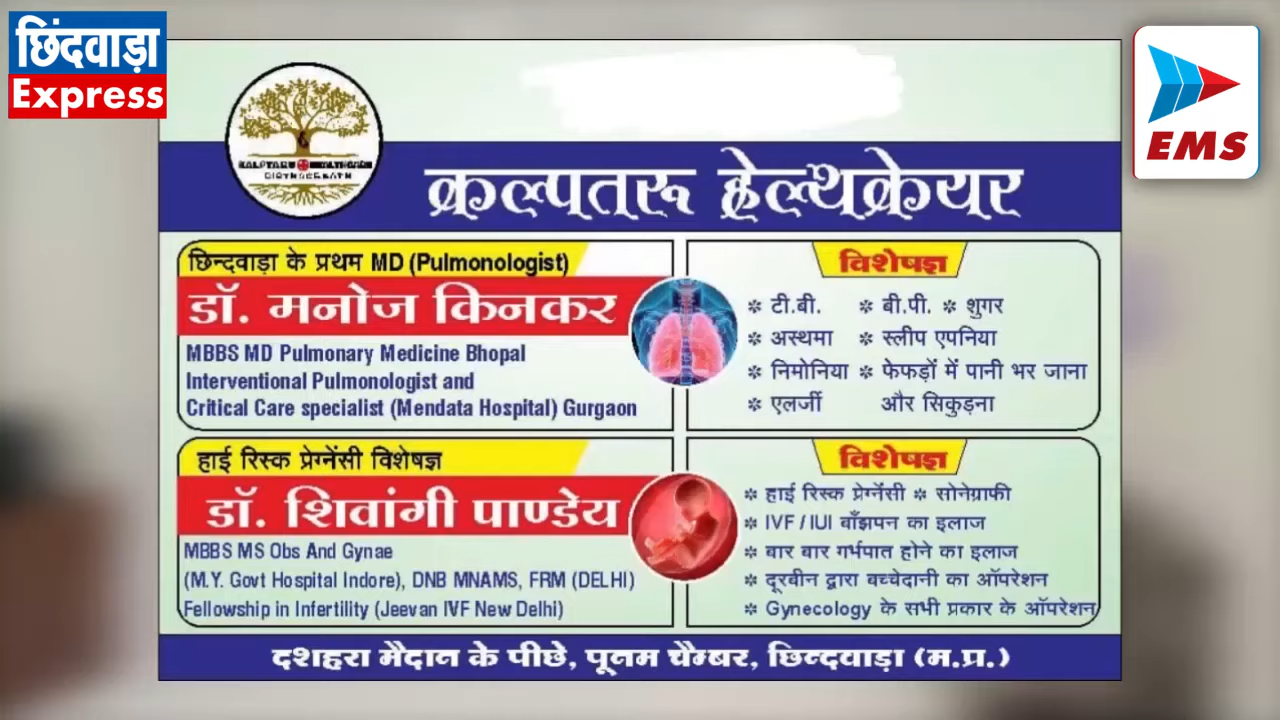 छिंदवाड़ा
Express
EMS
कल्पतरू हेल्थकेयर
छिन्दवाड़ा के प्रथम MD (Pulmonologist)
डॉ. मनोज किनकर
MBBS MD Pulmonary Medicine Bhopal
Interventional Pulmonologist and
Critical Care specialist (Mendata Hospital) Gurgaon
विशेषज्ञ
* टी.बी. * बी.पी. * शुगर
* अस्थमा * स्लीप एपनिया
* निमोनिया * फेफड़ों में पानी भर जाना
* एलर्जी और सिकुड़ना
हाई रिस्क प्रेग्नेंसी विशेषज्ञ
डॉ. शिवांगी पाण्डेय
MBBS MS Obs And Gynae
(M.Y. Govt Hospital Indore), DNB MNAMS, FRM (DELHI)
Fellowship in Infertility (Jeevan IVF New Delhi)
विशेषज्ञ
* हाई रिस्क प्रेग्नेंसी * सोनेग्राफी
* IVF / IUI बाँझपन का इलाज
* बार बार गर्भपात होने का इलाज
* दूरबीन द्वारा बच्चेदानी का ऑपरेशन
* Gynecology के सभी प्रकार के ऑपरेशन
दशहरा मैदान के पीछे, पूनम चैम्बर, छिन्दवाड़ा (म.प्र.)